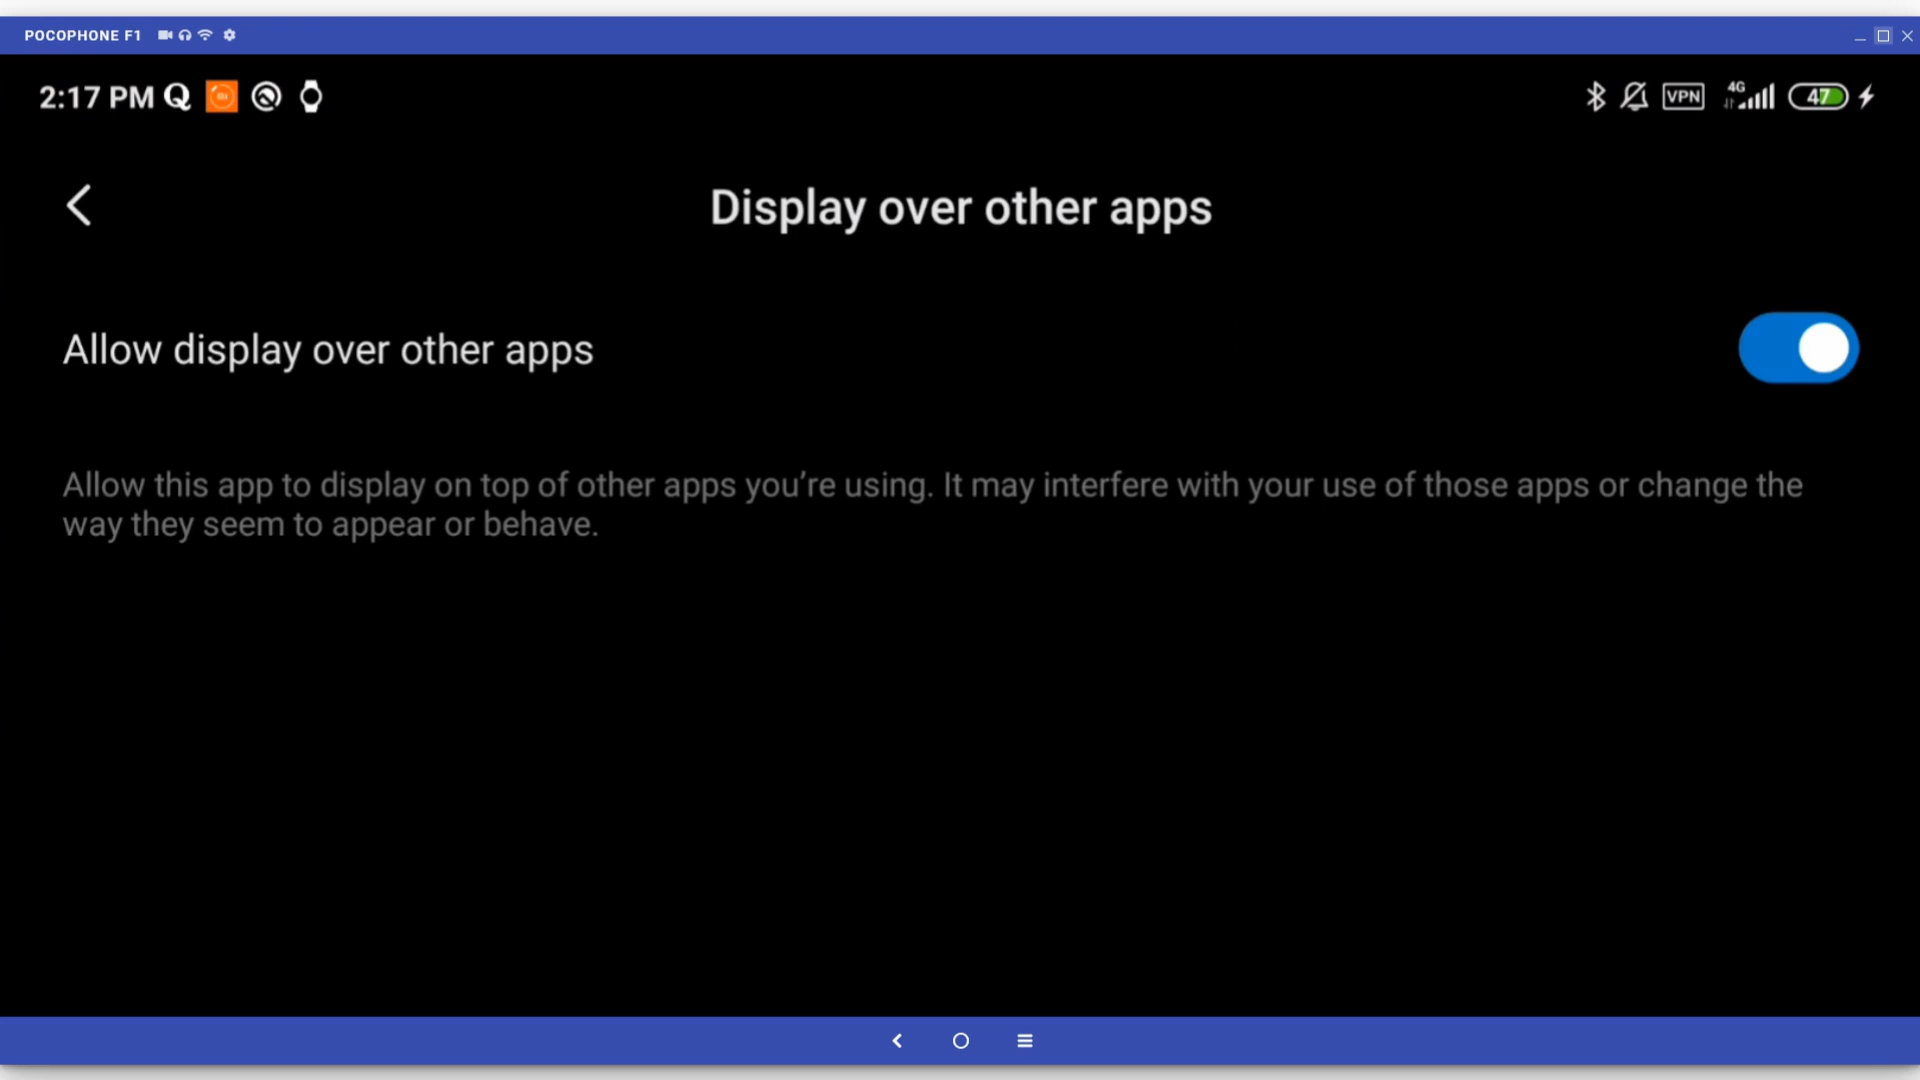 POCOPHONE F1
2:17 PM Q
VPN 4G 47
Display over other apps
Allow display over other apps
Allow this app to display on top of other apps you’re using. It may interfere with your use of those apps or change the
way they seem to appear or behave.